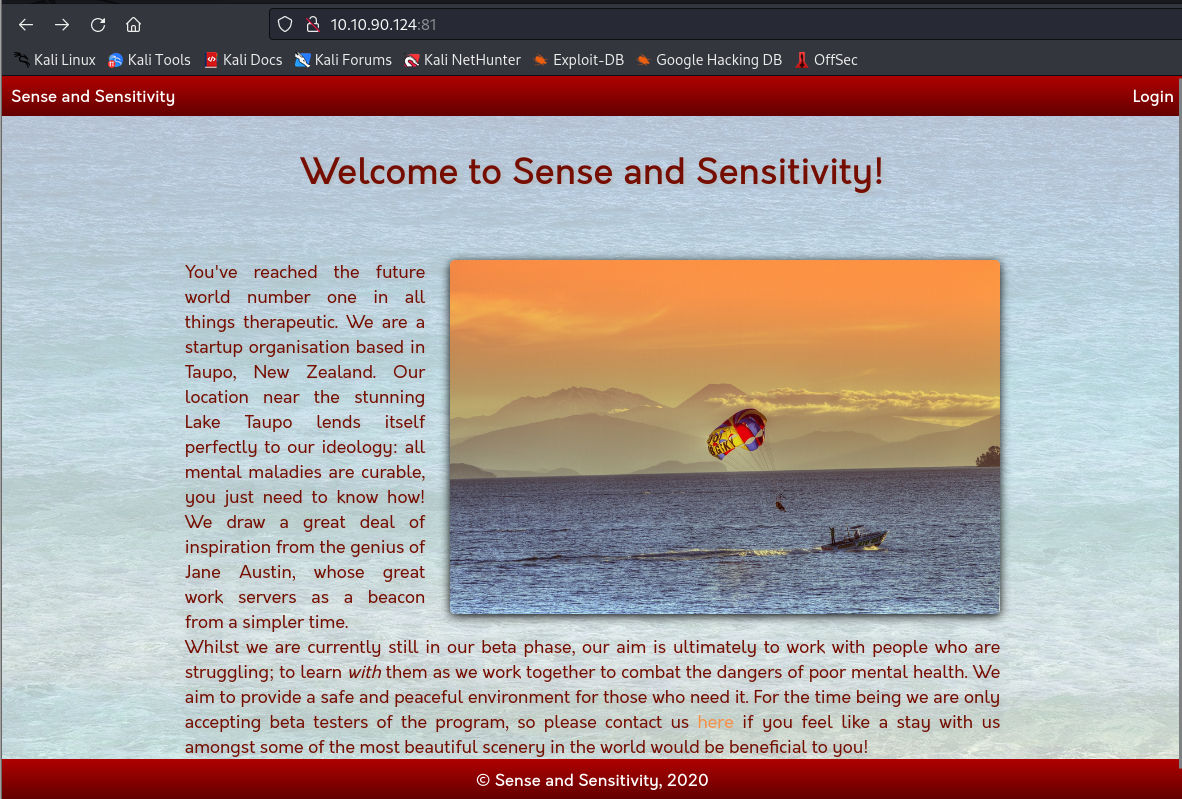 10.10.90.124:81
Kali Linux Kali Tools Kali Docs Kali Forums Kali NetHunter Exploit-DB Google Hacking DB OffSec
Sense and Sensitivity Login
Welcome to Sense and Sensitivity!
You've reached the future
world number one in all
things therapeutic. We are a
startup organisation based in
Taupo, New Zealand. Our
location near the stunning
Lake Taupo lends itself
perfectly to our ideology: all
mental maladies are curable,
you just need to know how!
We draw a great deal of
inspiration from the genius of
Jane Austin, whose great
work servers as a beacon
from a simpler time.
Whilst we are currently still in our beta phase, our aim is ultimately to work with people who are
struggling; to learn with them as we work together to combat the dangers of poor mental health. We
aim to provide a safe and peaceful environment for those who need it. For the time being we are only
accepting beta testers of the program, so please contact us here if you feel like a stay with us
amongst some of the most beautiful scenery in the world would be beneficial to you!
© Sense and Sensitivity, 2020